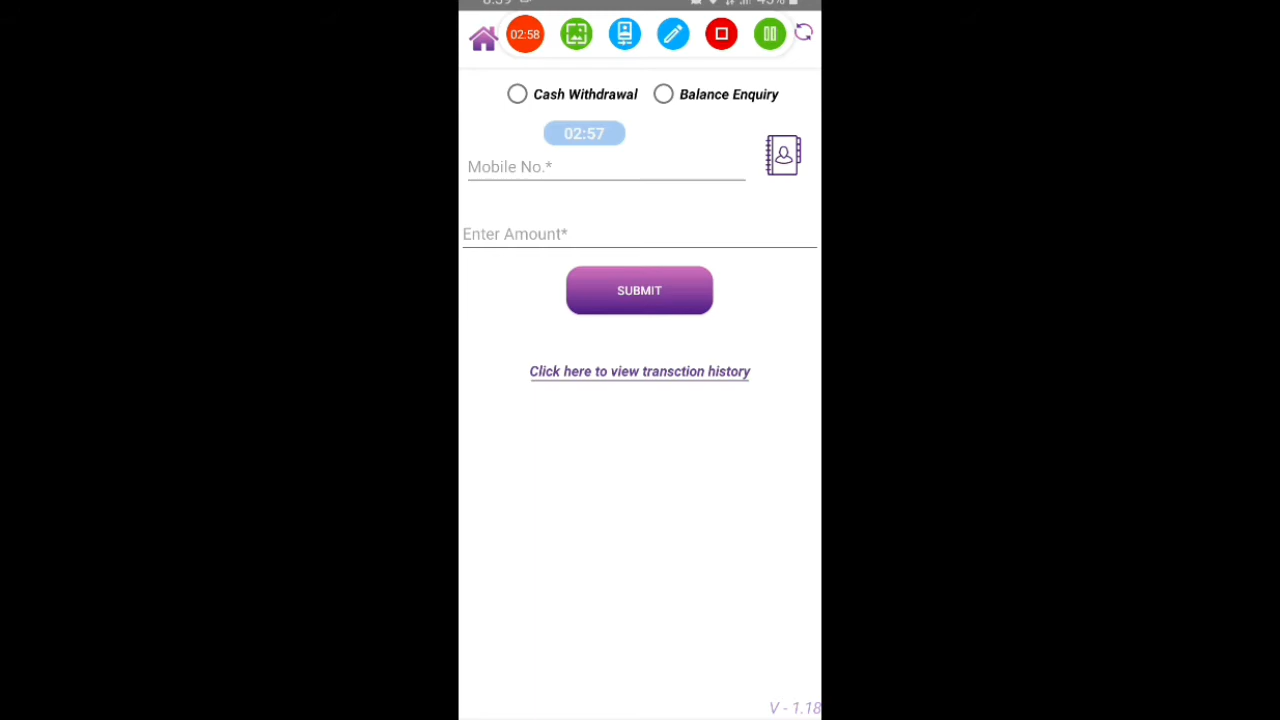 02:58
Cash Withdrawal Balance Enquiry
02:57
Mobile No.*
Enter Amount*
SUBMIT
Click here to view transction history
V - 1.18